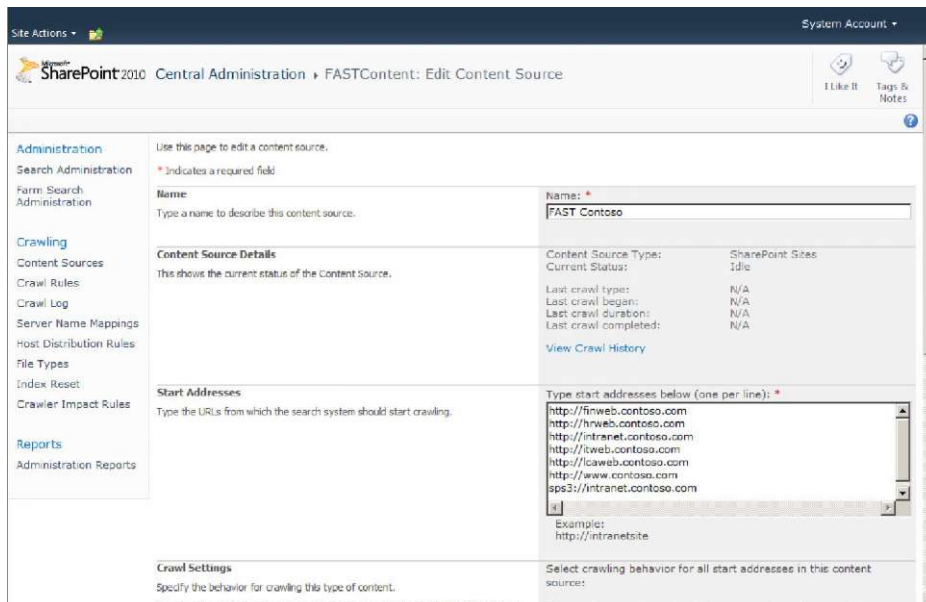 System Account
Site Actions
Microsoft
SharePoint 2010 Central Administration FASTContent: Edit Content Source
I Like It
Tags & Notes
Administration
Search Administration
Farm Search
Administration
Crawling
Content Sources
Crawl Rules
Crawl Log
Server Name Mappings
Host Distribution Rules
File Types
Index Reset
Crawler Impact Rules
Reports
Administration Reports
Use this page to edit a content source.
* Indicates a required field
Name
Type a name to describe this content source.
Name: *
FAST Contoso
Content Source Details
This shows the current status of the Content Source.
Content Source Type: SharePoint Sites
Current Status: Idle
Last crawl type: N/A
Last crawl began: N/A
Last crawl duration: N/A
Last crawl completed: N/A
View Crawl History
Start Addresses
Type the URLs from which the search system should start crawling.
Type start addresses below (one per line): *
http://finweb.contoso.com
http://hrweb.contoso.com
http://intranet.contoso.com
http://itweb.contoso.com
http://lcaweb.contoso.com
http://www.contoso.com
sps3://intranet.contoso.com
Example:
http://intranetsite
Crawl Settings
Specify the behavior for crawling this type of content.
Select crawling behavior for all start addresses in this content
source: